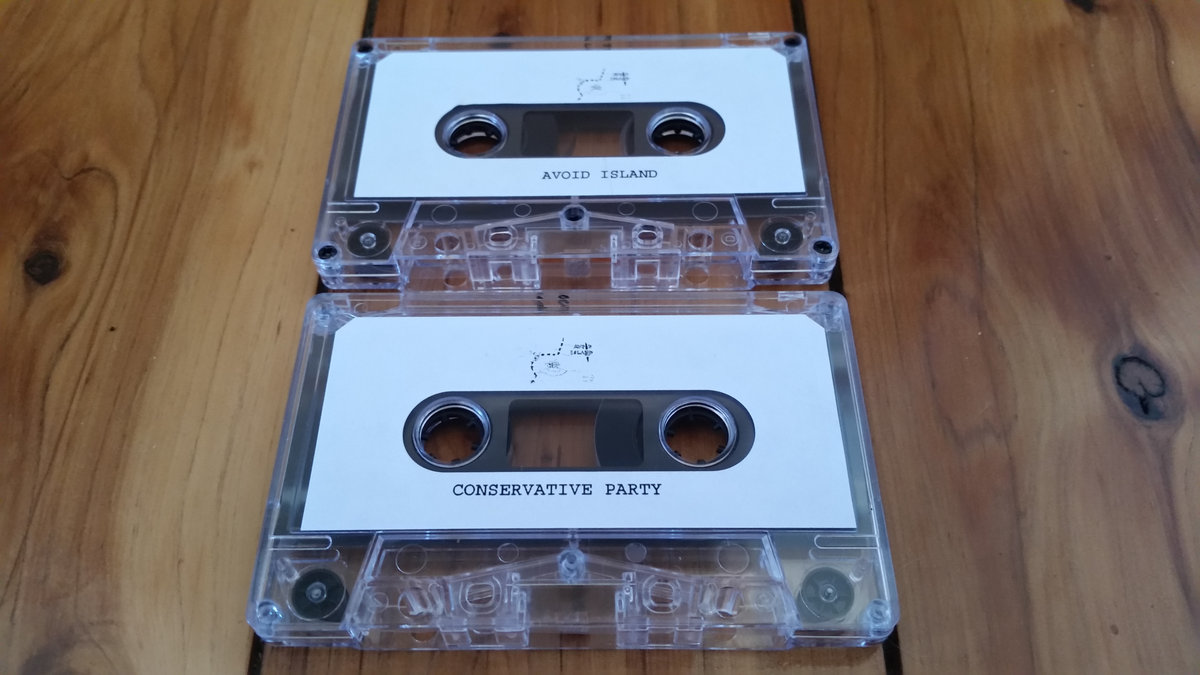 AVOID ISLAND
CONSERVATIVE PARTY